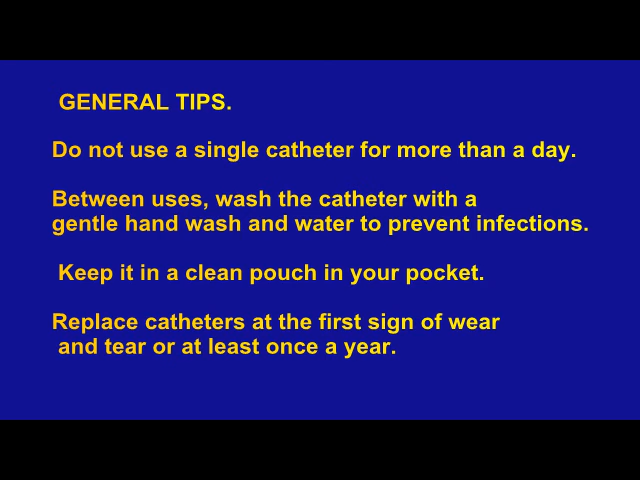 GENERAL TIPS.
Do not use a single catheter for more than a day.
Between uses, wash the catheter with a
gentle hand wash and water to prevent infections.
Keep it in a clean pouch in your pocket.
Replace catheters at the first sign of wear
and tear or at least once a year.